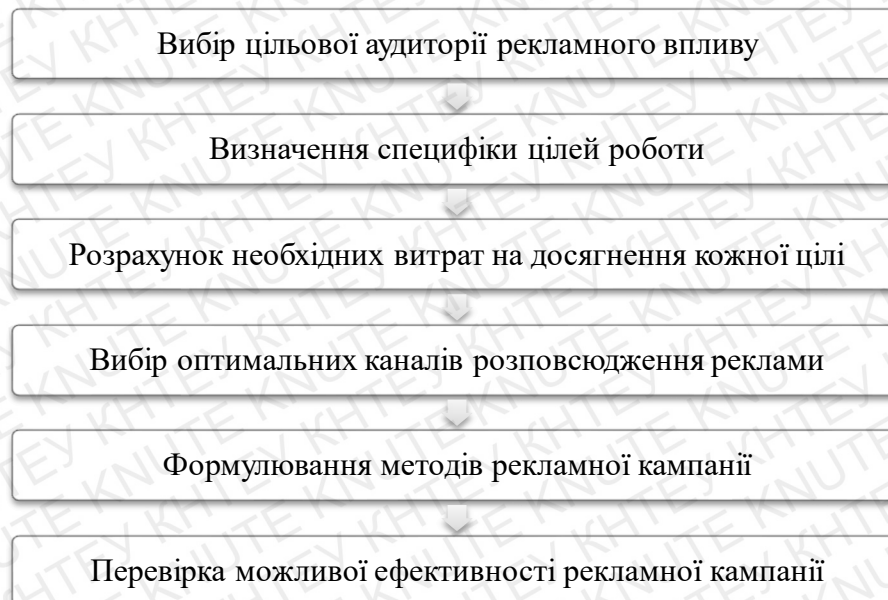 Вибір цільової аудиторії рекламного впливу
Визначення специфіки цілей роботи
Розрахунок необхідних витрат на досягнення кожної цілі
Вибір оптимальних каналів розповсюдження реклами
Формулювання методів рекламної кампанії
Перевірка можливої ефективності рекламної кампанії